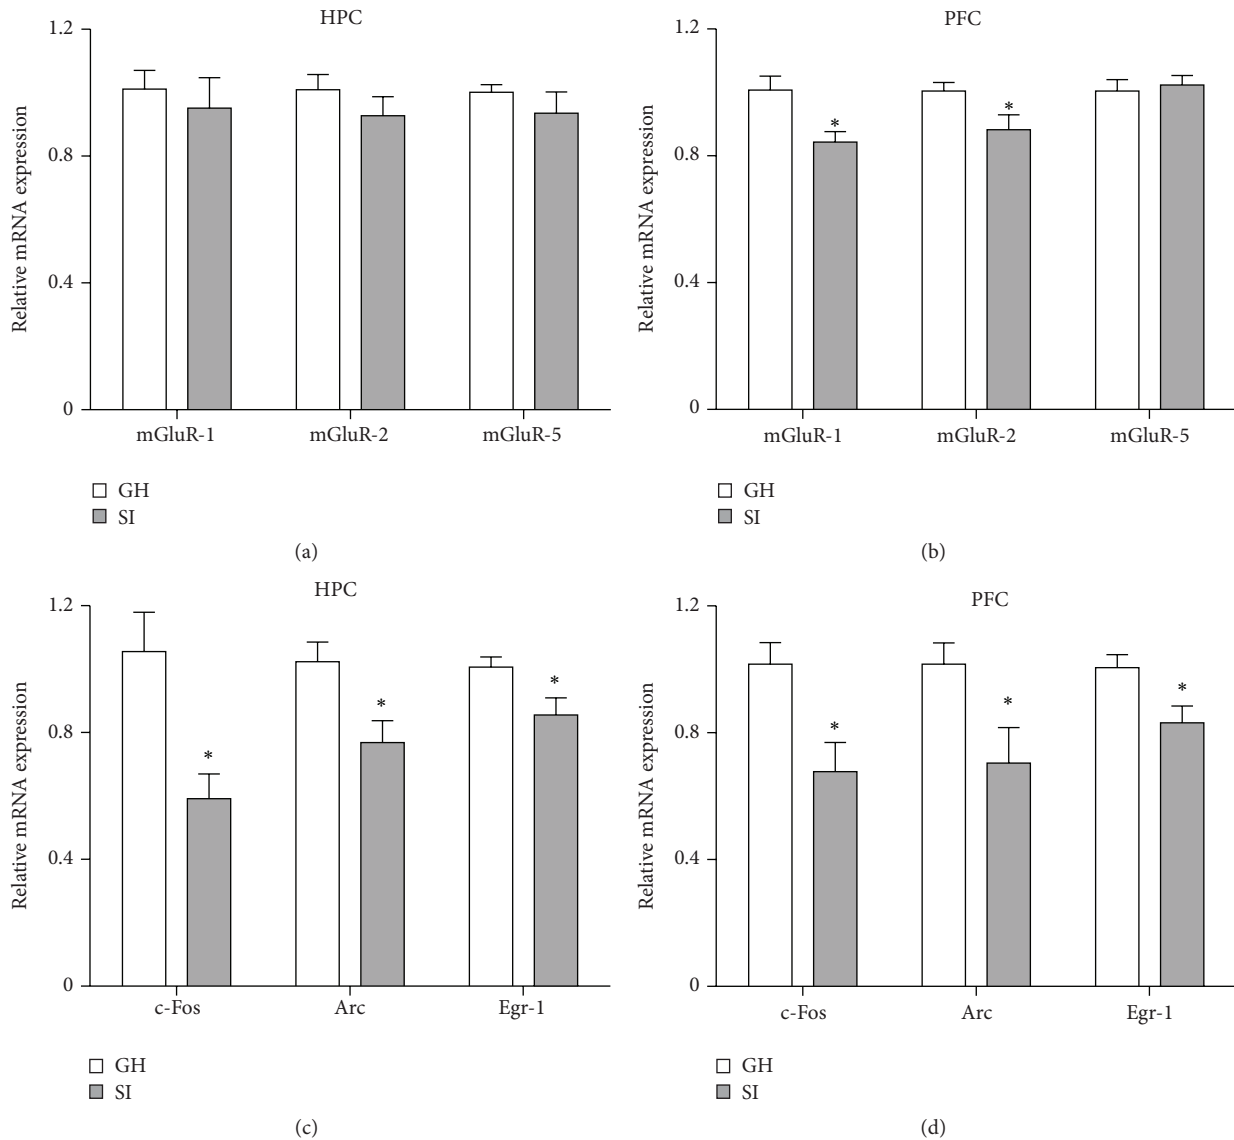 HPC
1.2
0.8
0.4
0
Relative mRNA expression
mGluR-1 mGluR-2 mGluR-5
GH
SI
(a)
PFC
1.2
0.8
0.4
0
Relative mRNA expression
* *
mGluR-1 mGluR-2 mGluR-5
GH
SI
(b)
HPC
1.2
0.8
0.4
0
Relative mRNA expression
* * *
c-Fos Arc Egr-1
GH
SI
(c)
PFC
1.2
0.8
0.4
0
Relative mRNA expression
* * *
c-Fos Arc Egr-1
GH
SI
(d)